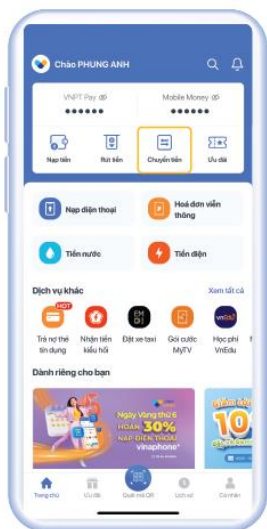 Chào PHUNG ANH
VNPT Pay
Mobile Money
Nạp tiền
Rút tiền
Chuyển tiền
Ưu đãi
Nạp điện thoại
Hoá đơn viễn thông
Tiền nước
Tiền điện
Dịch vụ khác
Xem tất cả
HOT
vnEdu
Trả nợ thẻ tín dụng
Nhận tiền kiều hối
Đặt xe taxi
Gói cước MyTV
Học phí VnEdu
Dành riêng cho bạn
Ngày Vàng thứ 6
HOÀN 30%
NẠP ĐIỆN THOẠI
vinaphone
Trang chủ
Ưu đãi
Quét mã QR
Lịch sử
Cá nhân